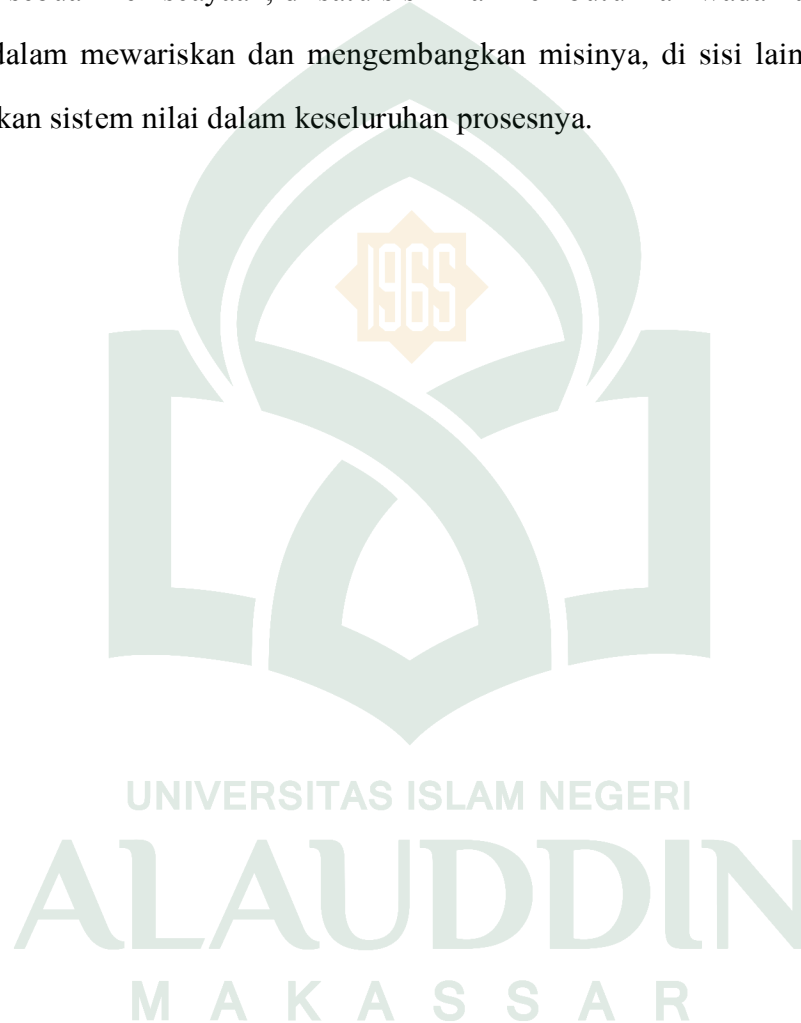 dalam mewariskan dan mengembangkan misinya, di sisi lain
kan sistem nilai dalam keseluruhan prosesnya.
1965
UNIVERSITAS ISLAM NEGERI
ALAUDDIN
MAKASSAR